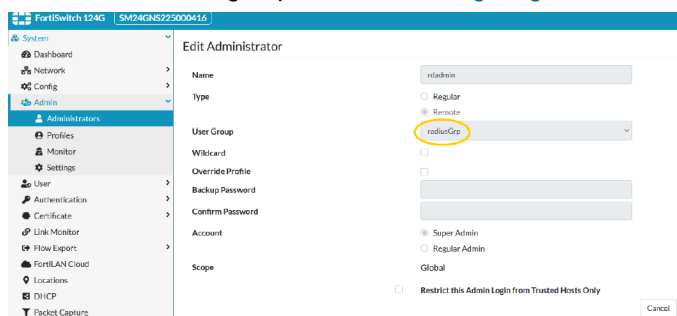 FortiSwitch 124G SM24GNS225000416
System
Dashboard
Network
Config
Admin
Administrators
Profiles
Monitor
Settings
User
Authentication
Certificate
Link Monitor
Flow Export
FortiLAN Cloud
Locations
DHCP
Packet Capture
Edit Administrator
Name rdadmin
Type Regular
Remote
User Group radiusGrp
Wildcard
Override Profile
Backup Password
Confirm Password
Account Super Admin
Regular Admin
Scope Global
Restrict this Admin Login from Trusted Hosts Only
Cancel